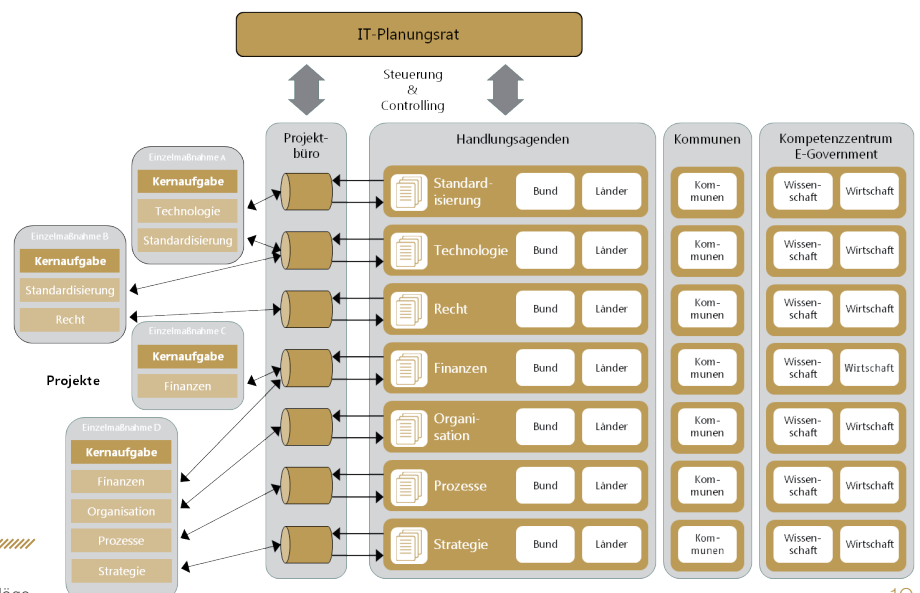 IT-Planungsrat
Steuerung
&
Controlling
Projekt-
büro
Handlungsagenden
Kommunen
Kompetenzzentrum
E-Government
Einzelmaßnahme A
Kernaufgabe
Technologie
Standardisierung
Einzelmaßnahme B
Kernaufgabe
Standardisierung
Recht
Einzelmaßnahme C
Kernaufgabe
Finanzen
Projekte
Einzelmaßnahme D
Kernaufgabe
Finanzen
Organisation
Prozesse
Strategie
Standard-
isierung
Bund
Länder
Kom-
munen
Wissen-
schaft
Wirtschaft
Technologie
Bund
Länder
Kom-
munen
Wissen-
schaft
Wirtschaft
Recht
Bund
Länder
Kom-
munen
Wissen-
schaft
Wirtschaft
Finanzen
Bund
Länder
Kom-
munen
Wissen-
schaft
Wirtschaft
Organi-
sation
Bund
Länder
Kom-
munen
Wissen-
schaft
Wirtschaft
Prozesse
Bund
Länder
Kom-
munen
Wissen-
schaft
Wirtschaft
Strategie
Bund
Länder
Kom-
munen
Wissen-
schaft
Wirtschaft